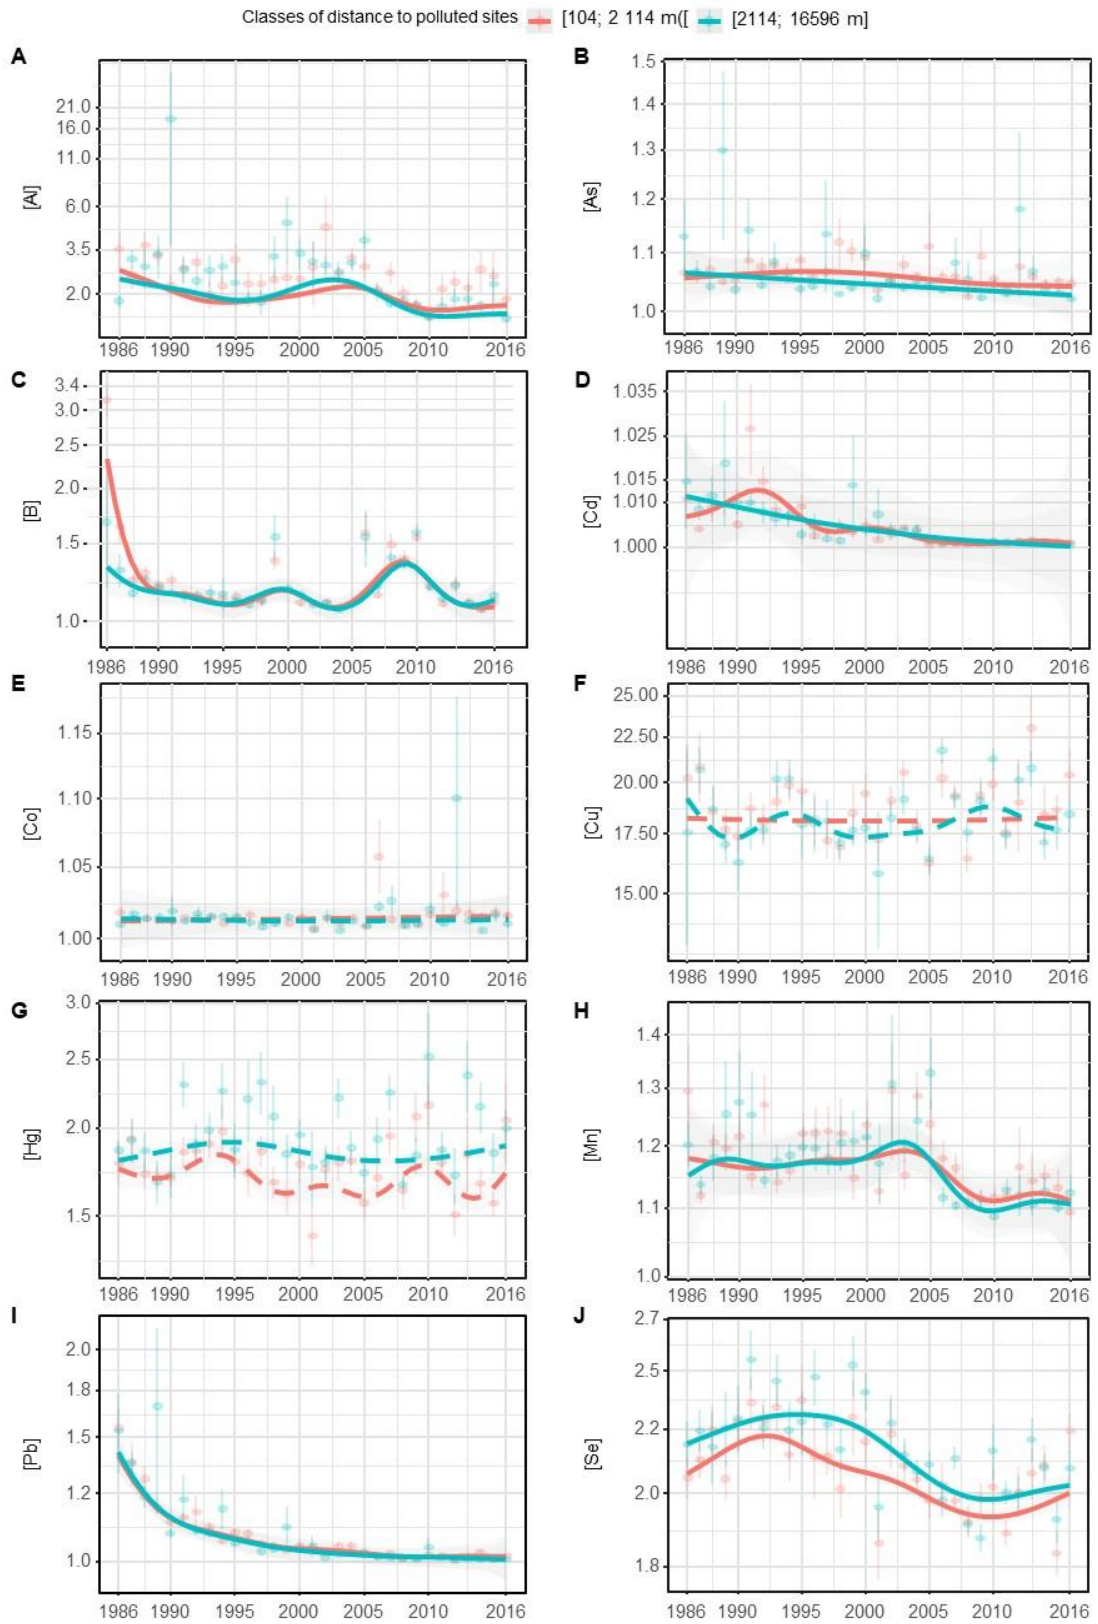 Classes of distance to polluted sites [104; 2 114 m([ [2114; 16596 m]
A
[Al]
21.0
16.0
11.0
6.0
3.5
2.0
1986 1990 1995 2000 2005 2010 2016
B
[As]
1.5
1.4
1.3
1.2
1.1
1.0
1986 1990 1995 2000 2005 2010 2016
C
[B]
3.4
3.0
2.5
2.0
1.5
1.0
1986 1990 1995 2000 2005 2010 2016
D
[Cd]
1.035
1.025
1.015
1.010
1.000
1986 1990 1995 2000 2005 2010 2016
E
[Co]
1.15
1.10
1.05
1.00
1986 1990 1995 2000 2005 2010 2016
F
[Cu]
25.00
22.50
20.00
17.50
15.00
1986 1990 1995 2000 2005 2010 2016
G
[Hg]
3.0
2.5
2.0
1.5
1986 1990 1995 2000 2005 2010 2016
H
[Mn]
1.4
1.3
1.2
1.1
1.0
1986 1990 1995 2000 2005 2010 2016
I
[Pb]
2.0
1.8
1.5
1.2
1.0
1986 1990 1995 2000 2005 2010 2016
J
[Se]
2.7
2.5
2.2
2.0
1.8
1986 1990 1995 2000 2005 2010 2016